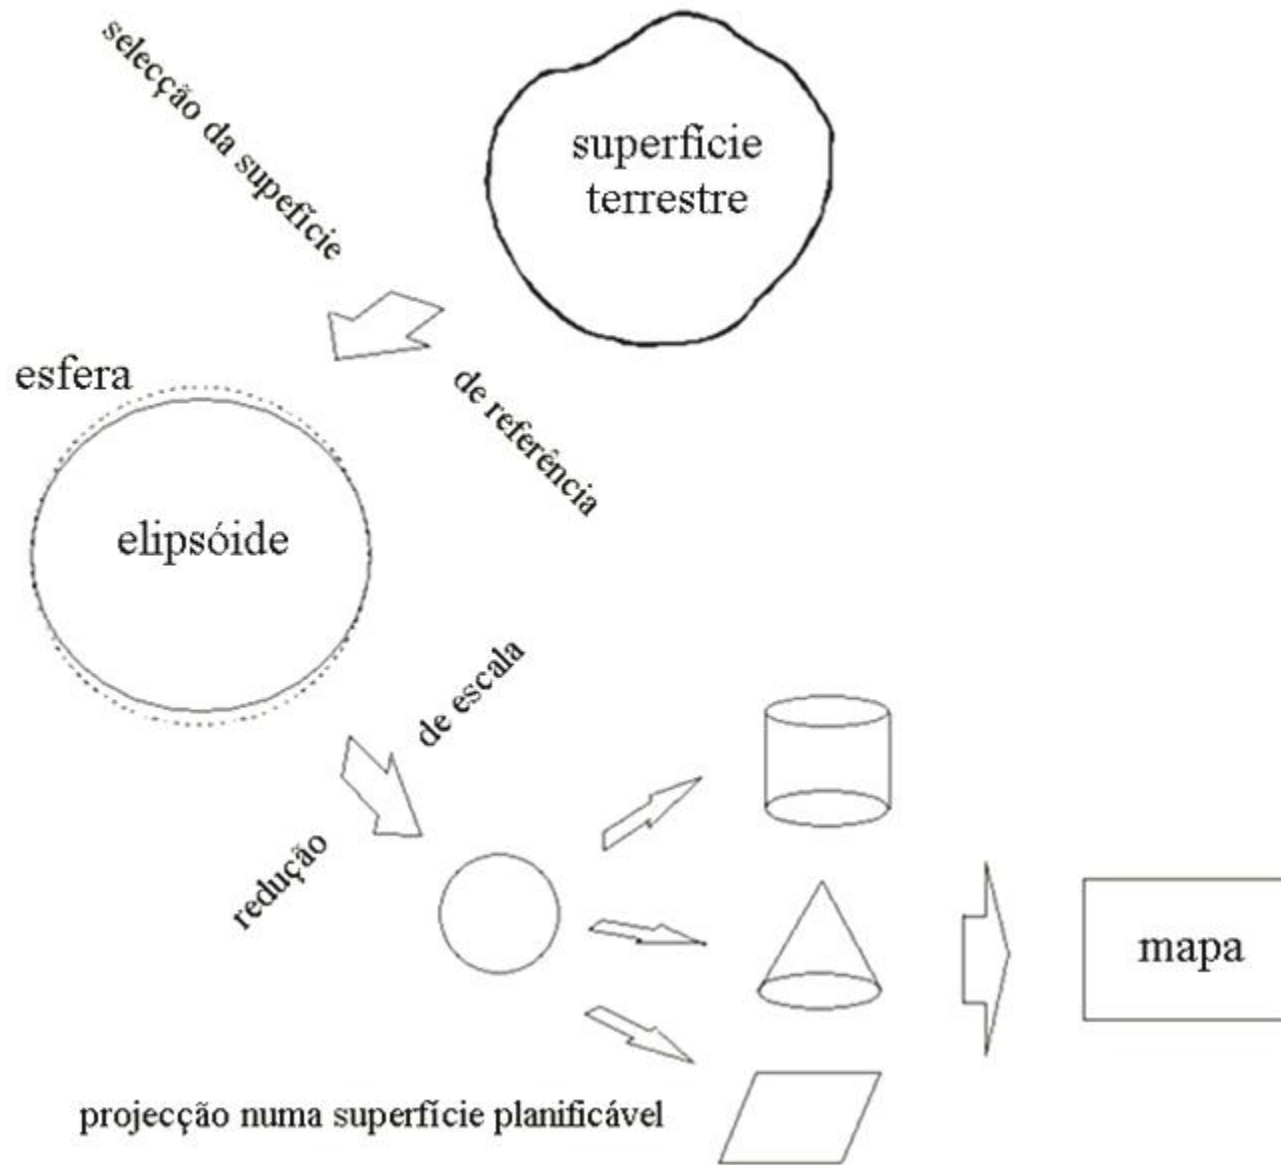 selecção da supefície
superfície
terrestre
de referência
esfera
elipsóide
redução
de escala
projecção numa superfície planificável
mapa